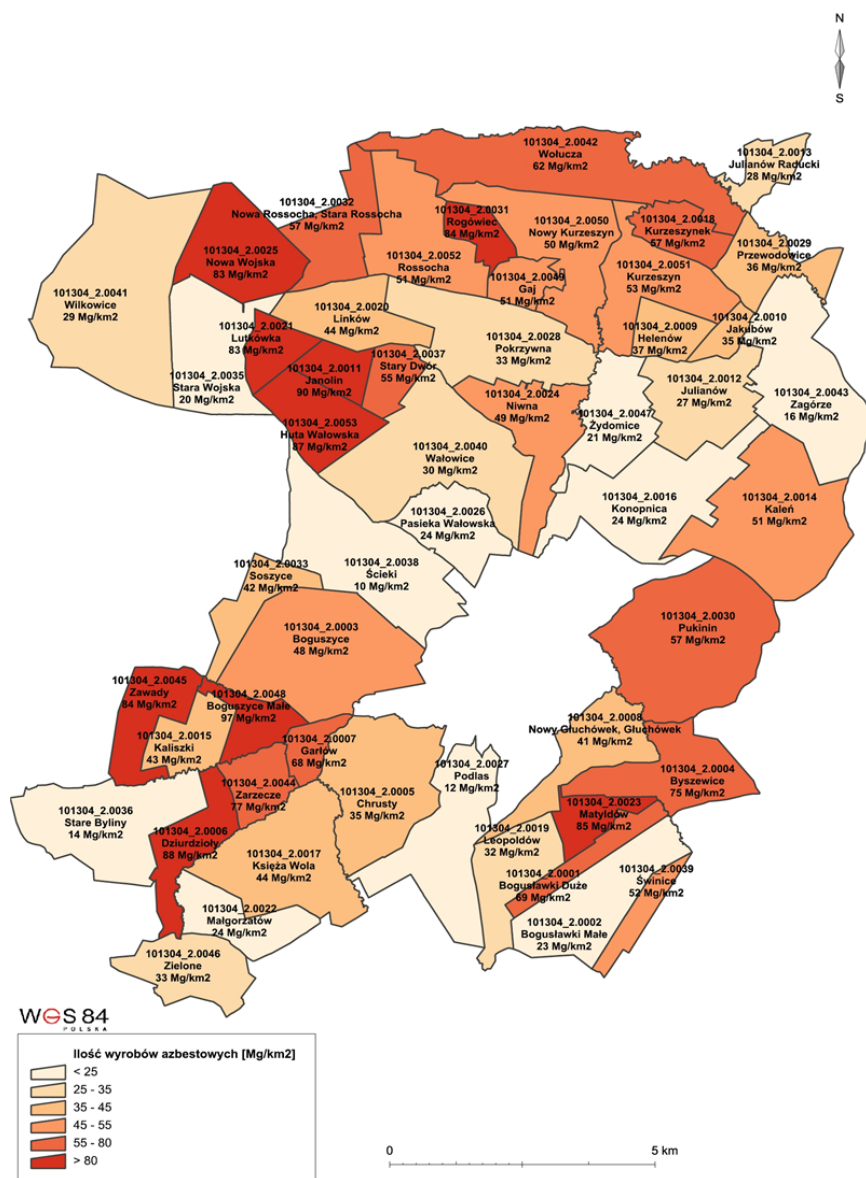 N
S
101304_2.0042
Wołucza
62 Mg/km2
101304_2.0013
Julianów Raducki
28 Mg/km2
101304_2.0032
Nowa Rossocha, Stara Rossocha
57 Mg/km2
101304_2.0031
Rogówiec
84 Mg/km2
101304_2.0050
Nowy Kurzeszyn
50 Mg/km2
101304_2.0018
Kurzeszynek
57 Mg/km2
101304_2.0029
Przewodowice
36 Mg/km2
101304_2.0025
Nowa Wojska
83 Mg/km2
101304_2.0052
Rossocha
51 Mg/km2
101304_2.0049
Gaj
51 Mg/km2
101304_2.0051
Kurzeszyn
53 Mg/km2
101304_2.0041
Wilkowice
29 Mg/km2
101304_2.0020
Linków
44 Mg/km2
101304_2.0021
Lutkówka
83 Mg/km2
101304_2.0028
Pokrzywna
33 Mg/km2
101304_2.0009
Helenów
37 Mg/km2
101304_2.0010
Jakubów
35 Mg/km2
101304_2.0035
Stara Wojska
20 Mg/km2
101304_2.0011
Janolin
90 Mg/km2
101304_2.0037
Stary Dwór
55 Mg/km2
101304_2.0012
Julianów
27 Mg/km2
101304_2.0043
Zagórze
16 Mg/km2
101304_2.0024
Niwna
49 Mg/km2
101304_2.0047
Żydomice
21 Mg/km2
101304_2.0053
Huta Wałowska
87 Mg/km2
101304_2.0040
Wałowice
30 Mg/km2
101304_2.0026
Pasieka Wałowska
24 Mg/km2
101304_2.0016
Konopnica
24 Mg/km2
101304_2.0014
Kaleń
51 Mg/km2
101304_2.0033
Soszyce
42 Mg/km2
101304_2.0038
Ścieki
10 Mg/km2
101304_2.0003
Boguszyce
48 Mg/km2
101304_2.0030
Pukinin
57 Mg/km2
101304_2.0045
Zawady
84 Mg/km2
101304_2.0048
Boguszyce Małe
97 Mg/km2
101304_2.0015
Kaliszki
43 Mg/km2
101304_2.0007
Garłów
68 Mg/km2
101304_2.0008
Nowy Głuchówek, Głuchówek
41 Mg/km2
101304_2.0027
Podlas
12 Mg/km2
101304_2.0004
Byszewice
75 Mg/km2
101304_2.0044
Zarzecze
77 Mg/km2
101304_2.0005
Chrusty
35 Mg/km2
101304_2.0036
Stare Byliny
14 Mg/km2
101304_2.0023
Matyldów
85 Mg/km2
101304_2.0006
Dziurdzioły
88 Mg/km2
101304_2.0019
Leopoldów
32 Mg/km2
101304_2.0017
Księża Wola
44 Mg/km2
101304_2.0001
Bogusławki Duże
69 Mg/km2
101304_2.0039
Świnice
52 Mg/km2
101304_2.0022
Małgorzatów
24 Mg/km2
101304_2.0002
Bogusławki Małe
23 Mg/km2
101304_2.0046
Zielone
33 Mg/km2
WGS 84
POLSKA
Ilość wyrobów azbestowych [Mg/km2]
< 25
25 - 35
35 - 45
45 - 55
55 - 80
> 80
0 5 km